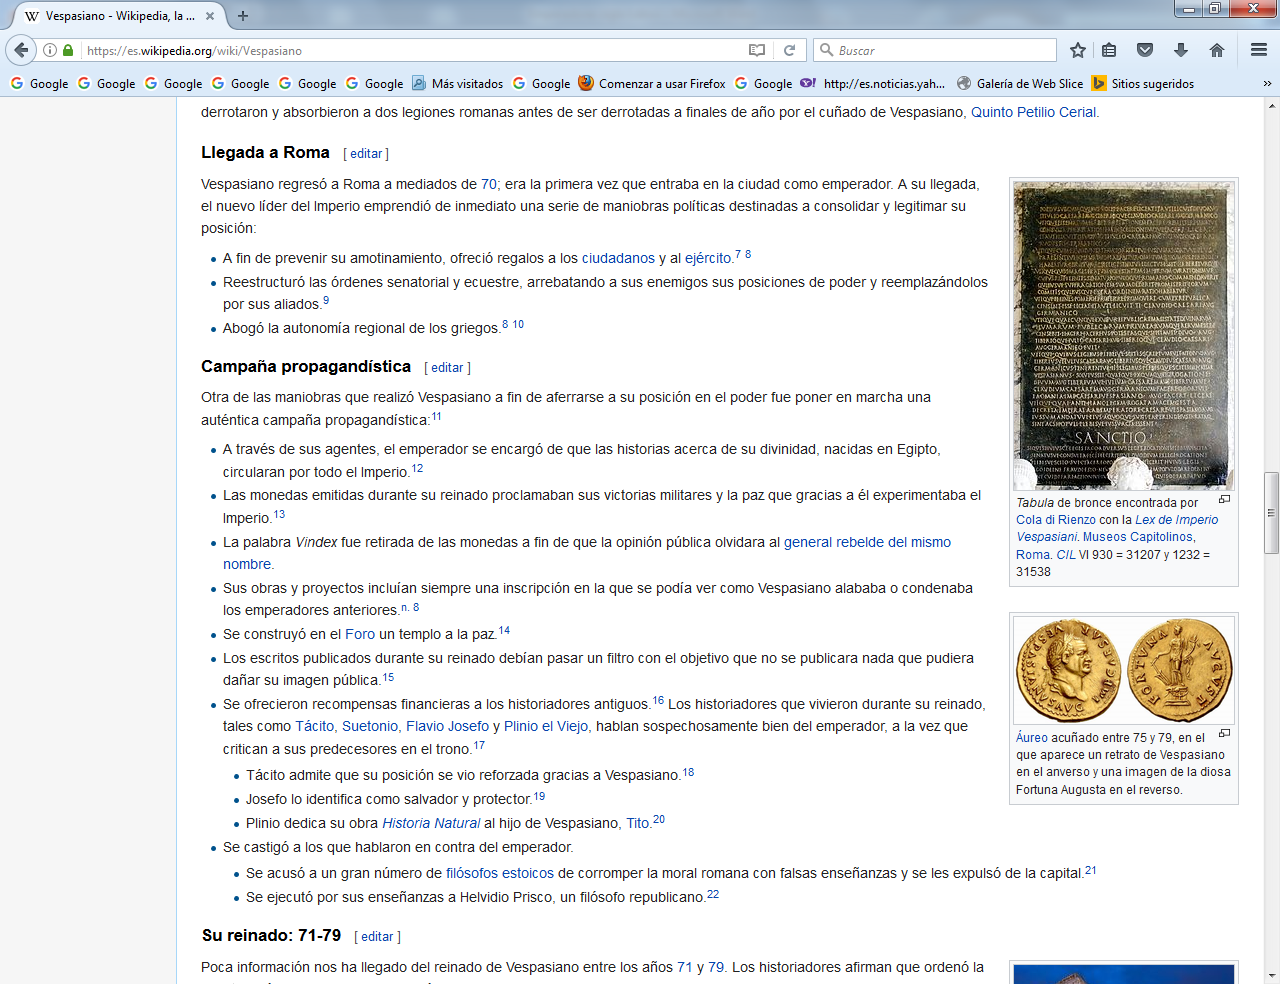 Vespasiano - Wikipedia, la ...
https://es.wikipedia.org/wiki/Vespasiano
Buscar
Google
Google
Google
Google
Google
Google
Más visitados
Google
Comenzar a usar Firefox
Google
http://es.noticias.yah...
Galería de Web Slice
Sitios sugeridos
derrotaron y absorbieron a dos legiones romanas antes de ser derrotadas a finales de año por el cuñado de Vespasiano, Quinto Petilio Cerial.
Llegada a Roma [ editar ]
Vespasiano regresó a Roma a mediados de 70; era la primera vez que entraba en la ciudad como emperador. A su llegada,
el nuevo líder del Imperio emprendió de inmediato una serie de maniobras políticas destinadas a consolidar y legitimar su
posición:
A fin de prevenir su amotinamiento, ofreció regalos a los ciudadanos y al ejército.7 8
Reestructuró las órdenes senatorial y ecuestre, arrebatando a sus enemigos sus posiciones de poder y reemplazándolos
por sus aliados.9
Abogó la autonomía regional de los griegos.8 10
Campaña propagandística [ editar ]
Otra de las maniobras que realizó Vespasiano a fin de aferrarse a su posición en el poder fue poner en marcha una
auténtica campaña propagandística:11
A través de sus agentes, el emperador se encargó de que las historias acerca de su divinidad, nacidas en Egipto,
circularan por todo el Imperio.12
Las monedas emitidas durante su reinado proclamaban sus victorias militares y la paz que gracias a él experimentaba el
Imperio.13
La palabra Vindex fue retirada de las monedas a fin de que la opinión pública olvidara al general rebelde del mismo
nombre.
Sus obras y proyectos incluían siempre una inscripción en la que se podía ver como Vespasiano alababa o condenaba
los emperadores anteriores.n. 8
Se construyó en el Foro un templo a la paz.14
Los escritos publicados durante su reinado debían pasar un filtro con el objetivo que no se publicara nada que pudiera
dañar su imagen pública.15
Se ofrecieron recompensas financieras a los historiadores antiguos.16 Los historiadores que vivieron durante su reinado,
tales como Tácito, Suetonio, Flavio Josefo y Plinio el Viejo, hablan sospechosamente bien del emperador, a la vez que
critican a sus predecesores en el trono.17
Tácito admite que su posición se vio reforzada gracias a Vespasiano.18
Josefo lo identifica como salvador y protector.19
Plinio dedica su obra Historia Natural al hijo de Vespasiano, Tito.20
Se castigó a los que hablaron en contra del emperador.
Se acusó a un gran número de filósofos estoicos de corromper la moral romana con falsas enseñanzas y se les expulsó de la capital.21
Se ejecutó por sus enseñanzas a Helvidio Prisco, un filósofo republicano.22
Su reinado: 71-79 [ editar ]
Poca información nos ha llegado del reinado de Vespasiano entre los años 71 y 79. Los historiadores afirman que ordenó la
SANCTIO
Tabula de bronce encontrada por
Cola di Rienzo con la Lex de Imperio
Vespasiani. Museos Capitolinos,
Roma. CIL VI 930 = 31207 y 1232 =
31538
FORTVNA AVGVST
Áureo acuñado entre 75 y 79, en el
que aparece un retrato de Vespasiano
en el anverso y una imagen de la diosa
Fortuna Augusta en el reverso.